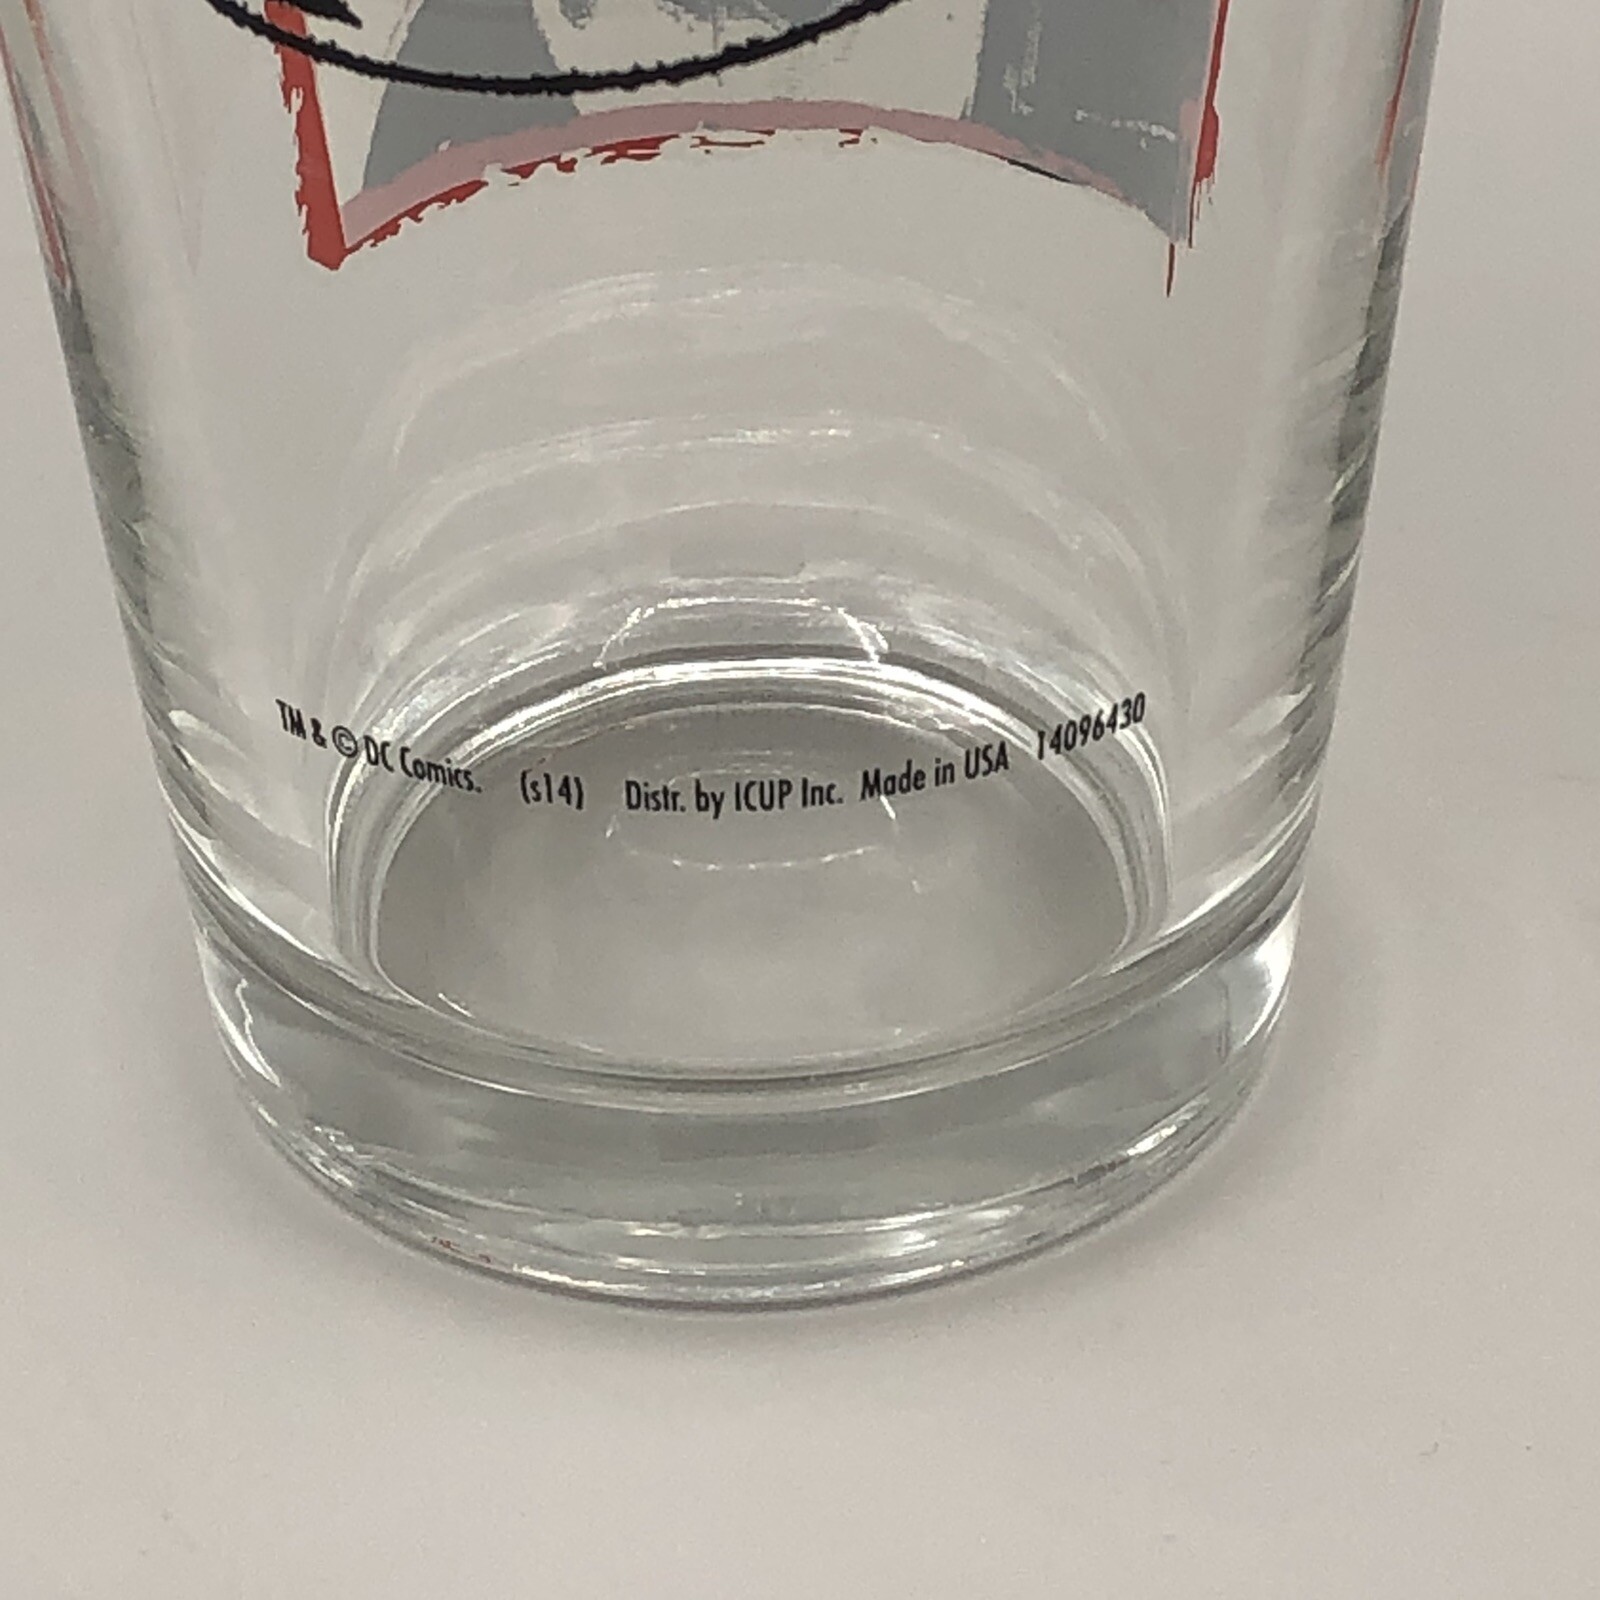 TM & © DC Comics. (s14) Distr. by ICUP Inc. Made in USA 14096430